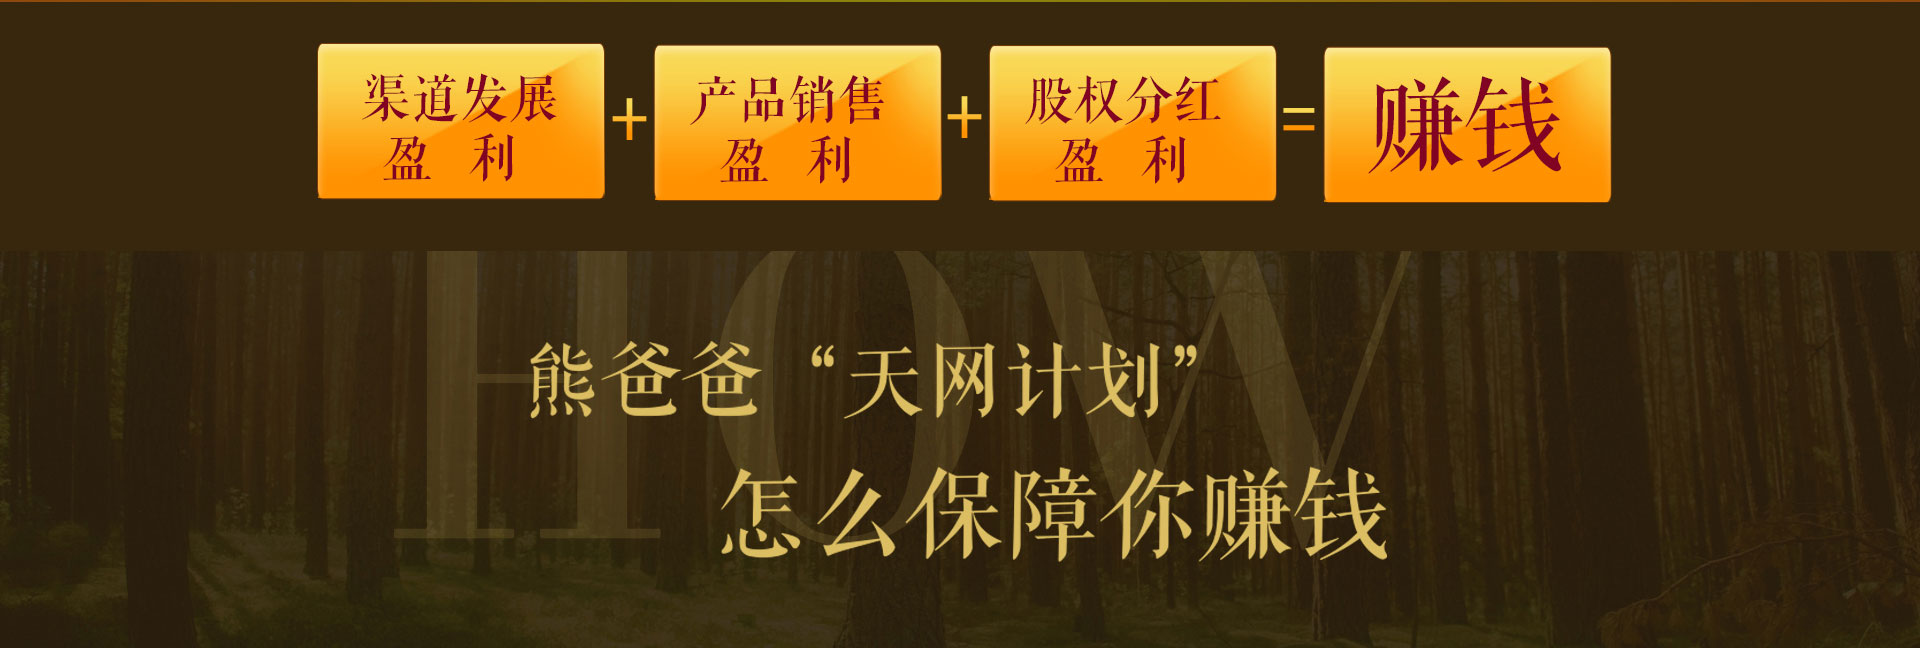 渠道发展
盈 利
+
产品销售
盈 利
+
股权分红
盈 利
=
赚钱
HOW
熊爸爸“天网计划”
怎么保障你赚钱